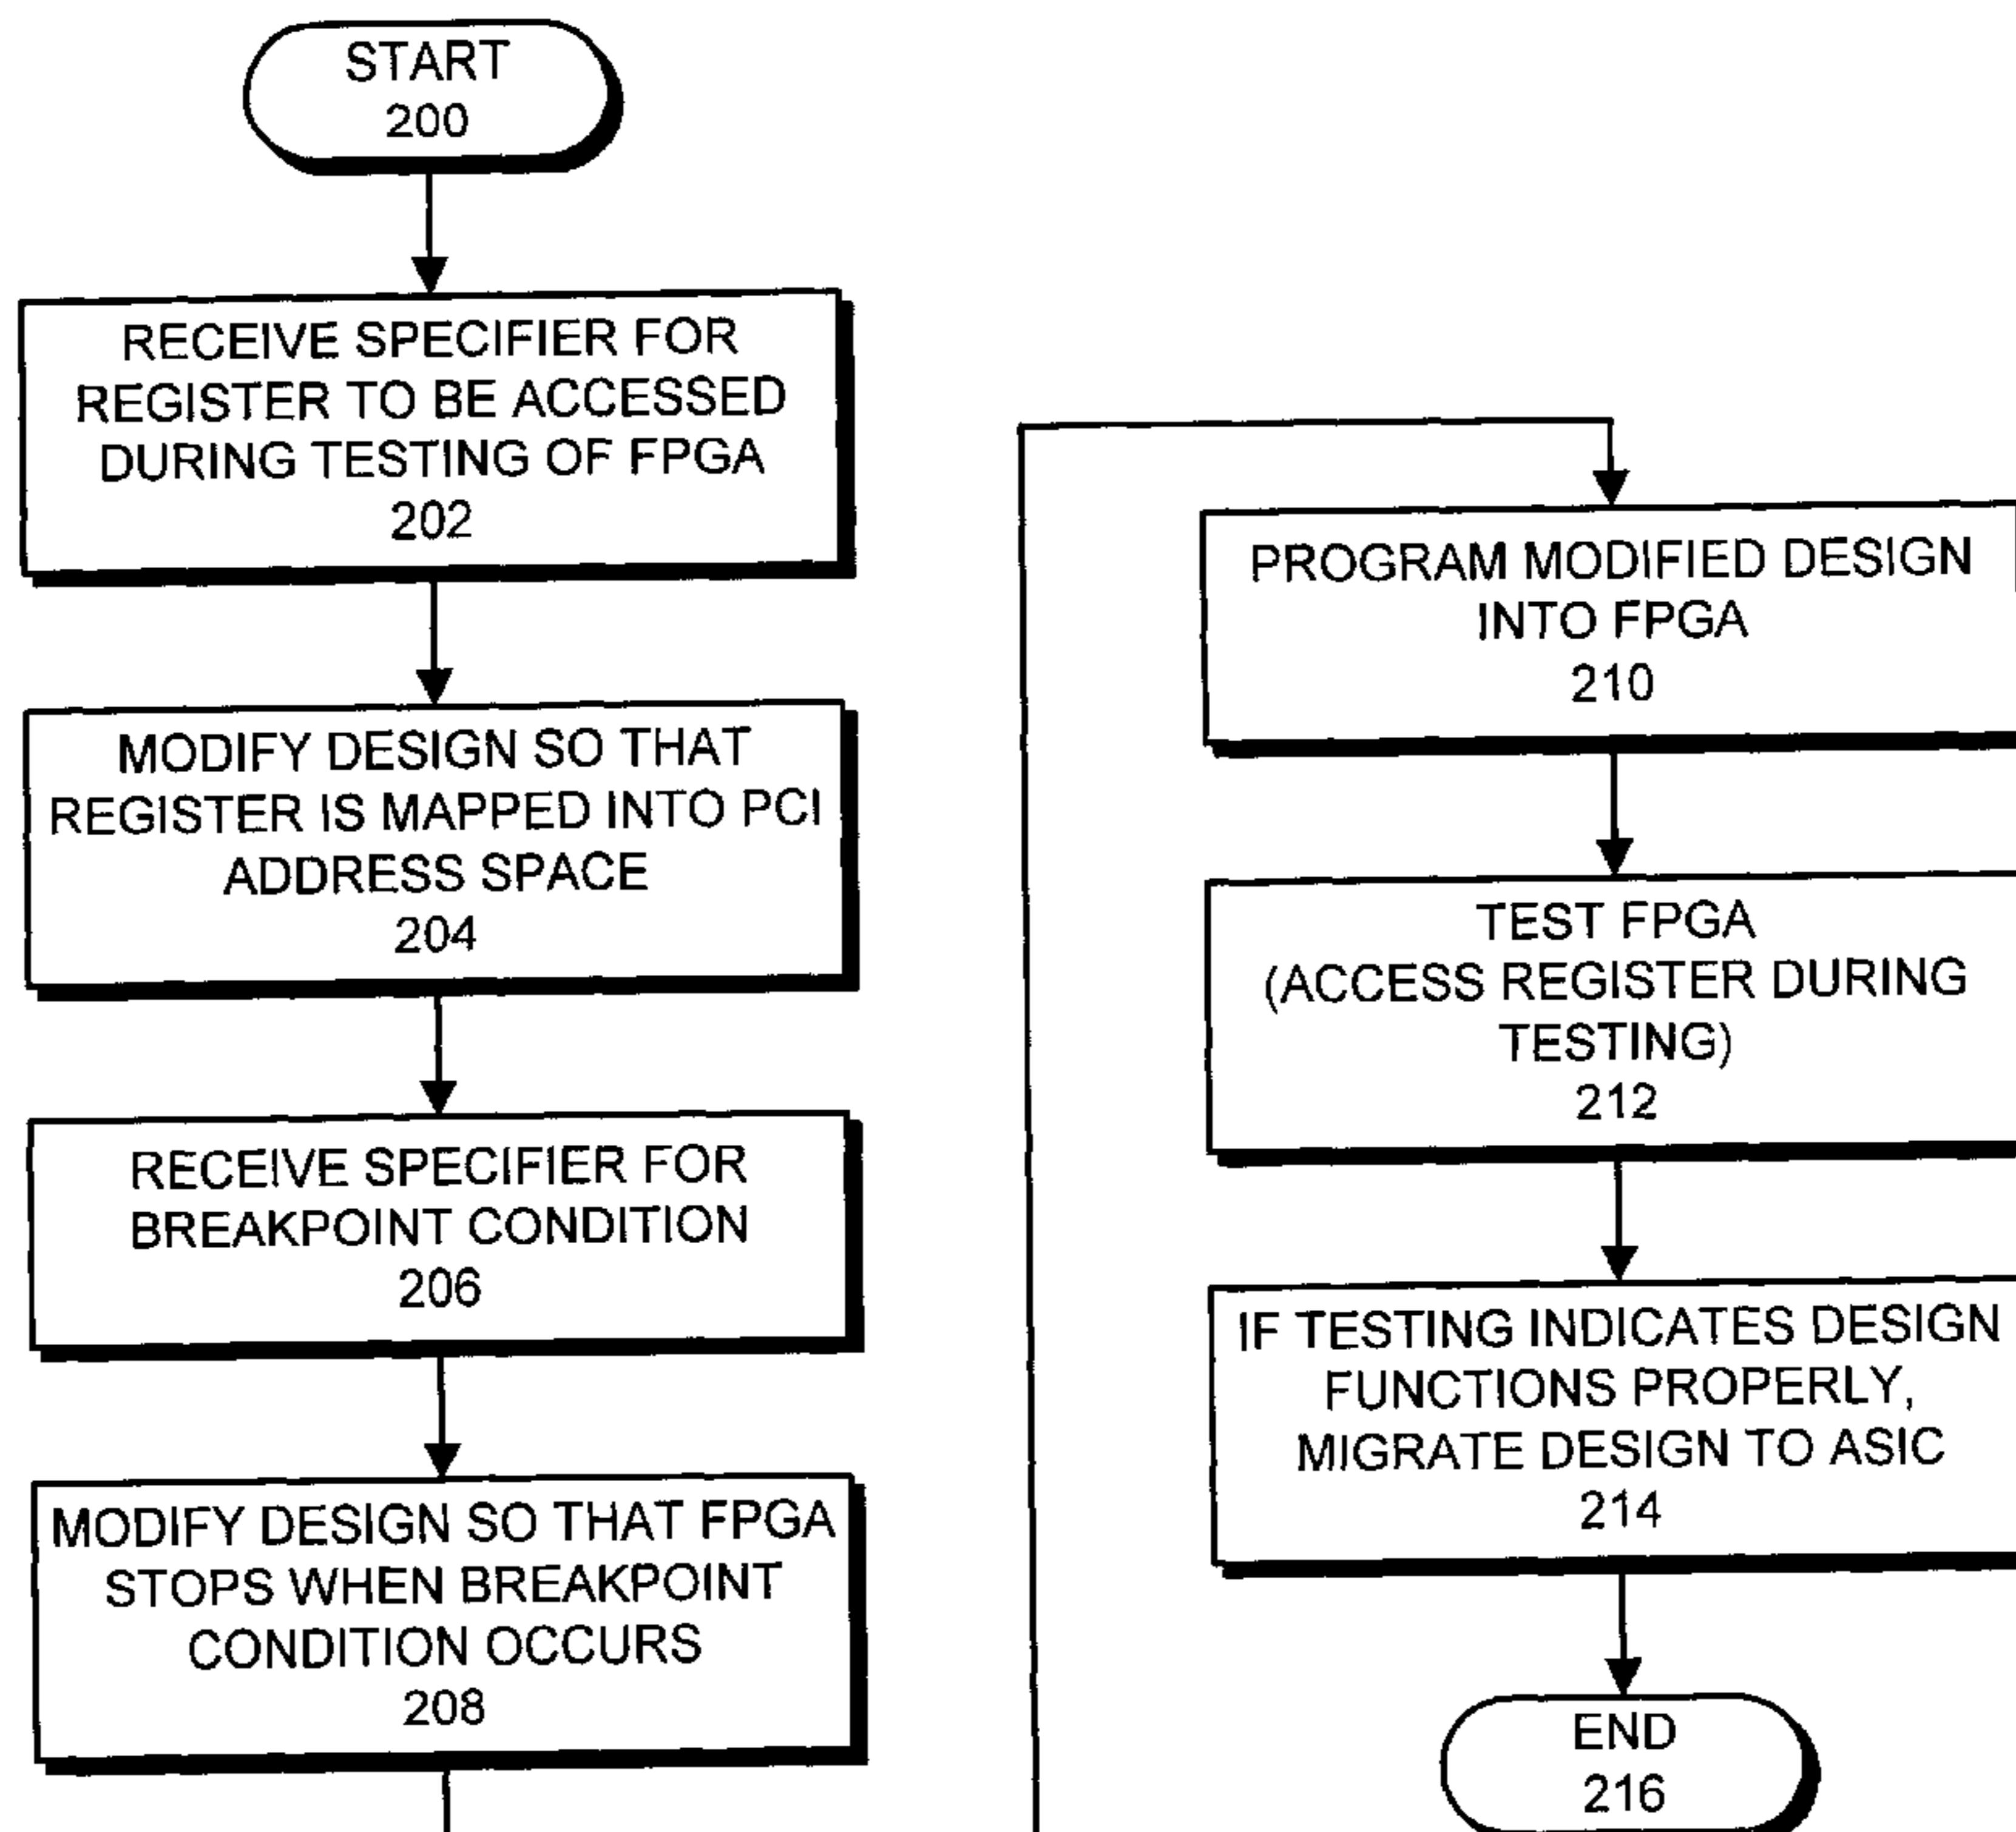 START
200
RECEIVE SPECIFIER FOR
REGISTER TO BE ACCESSED
DURING TESTING OF FPGA
202
MODIFY DESIGN SO THAT
REGISTER IS MAPPED INTO PCI
ADDRESS SPACE
204
RECEIVE SPECIFIER FOR
BREAKPOINT CONDITION
206
MODIFY DESIGN SO THAT FPGA
STOPS WHEN BREAKPOINT
CONDITION OCCURS
208
PROGRAM MODIFIED DESIGN
INTO FPGA
210
TEST FPGA
(ACCESS REGISTER DURING
TESTING)
212
IF TESTING INDICATES DESIGN
FUNCTIONS PROPERLY,
MIGRATE DESIGN TO ASIC
214
END
216